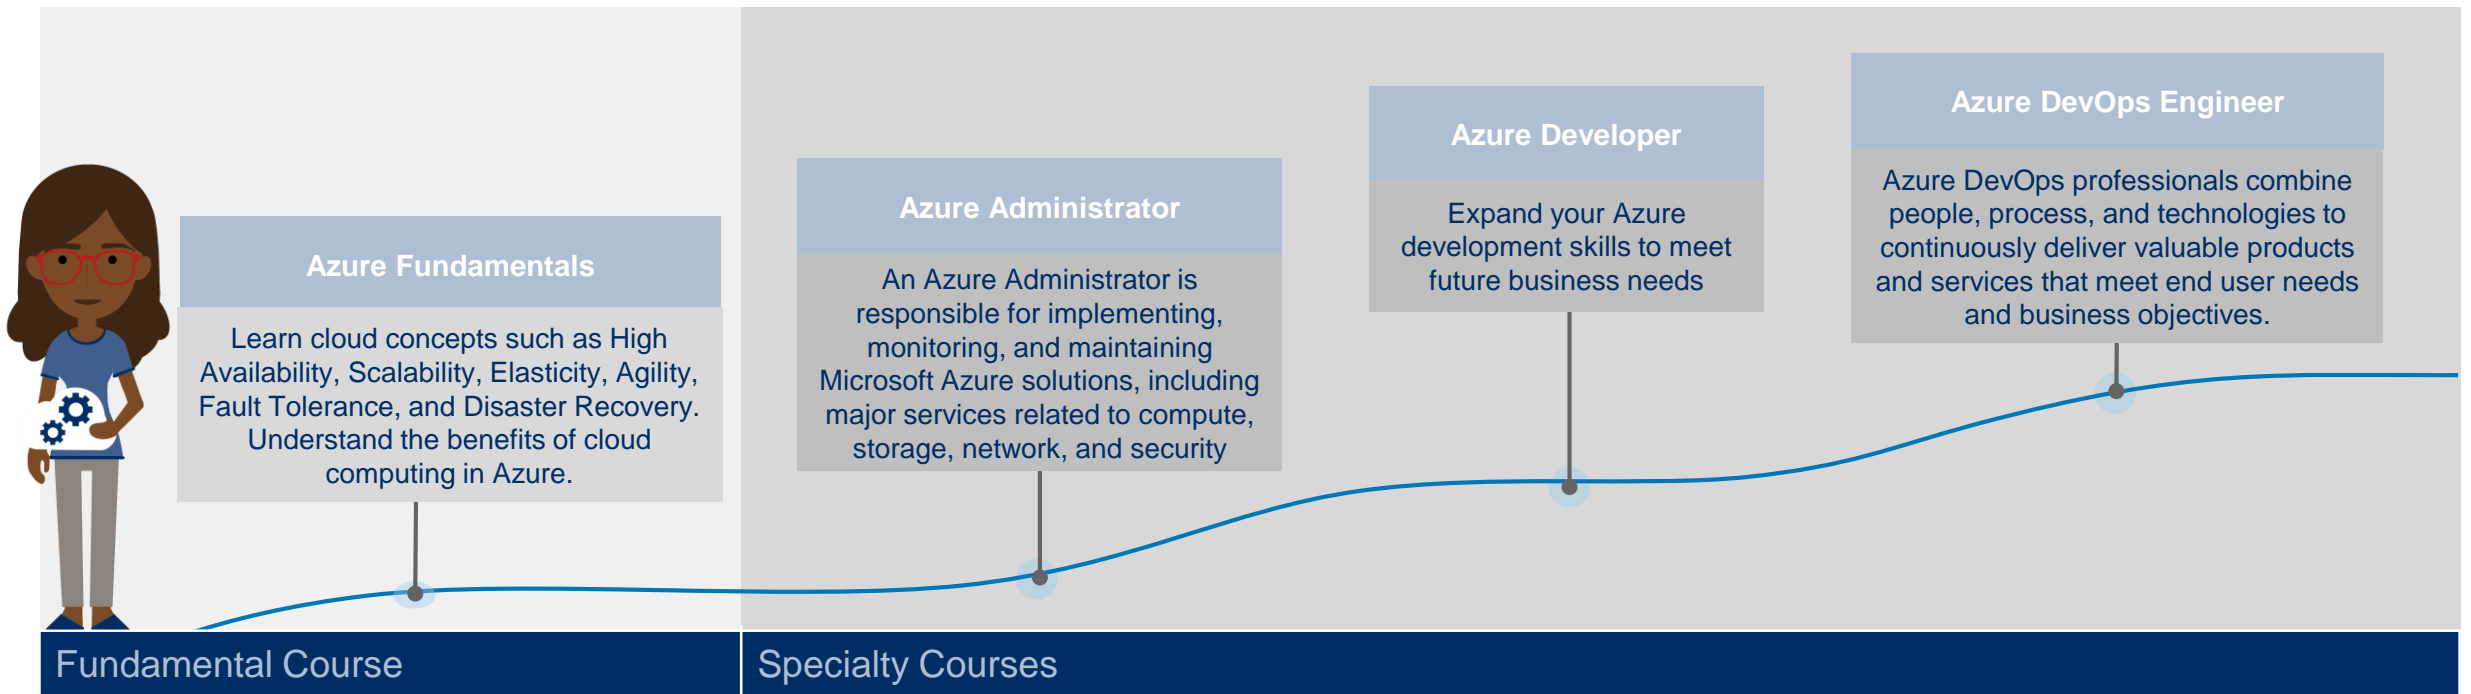 Azure Fundamentals
Learn cloud concepts such as High
Availability, Scalability, Elasticity, Agility,
Fault Tolerance, and Disaster Recovery.
Understand the benefits of cloud
computing in Azure.
Azure Administrator
An Azure Administrator is
responsible for implementing,
monitoring, and maintaining
Microsoft Azure solutions, including
major services related to compute,
storage, network, and security
Azure Developer
Expand your Azure
development skills to meet
future business needs
Azure DevOps Engineer
Azure DevOps professionals combine
people, process, and technologies to
continuously deliver valuable products
and services that meet end user needs
and business objectives.
Fundamental Course
Specialty Courses